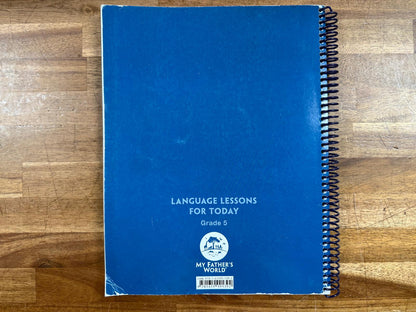 LANGUAGE LESSONS
FOR TODAY
Grade 5
MY FATHER'S
WORLD